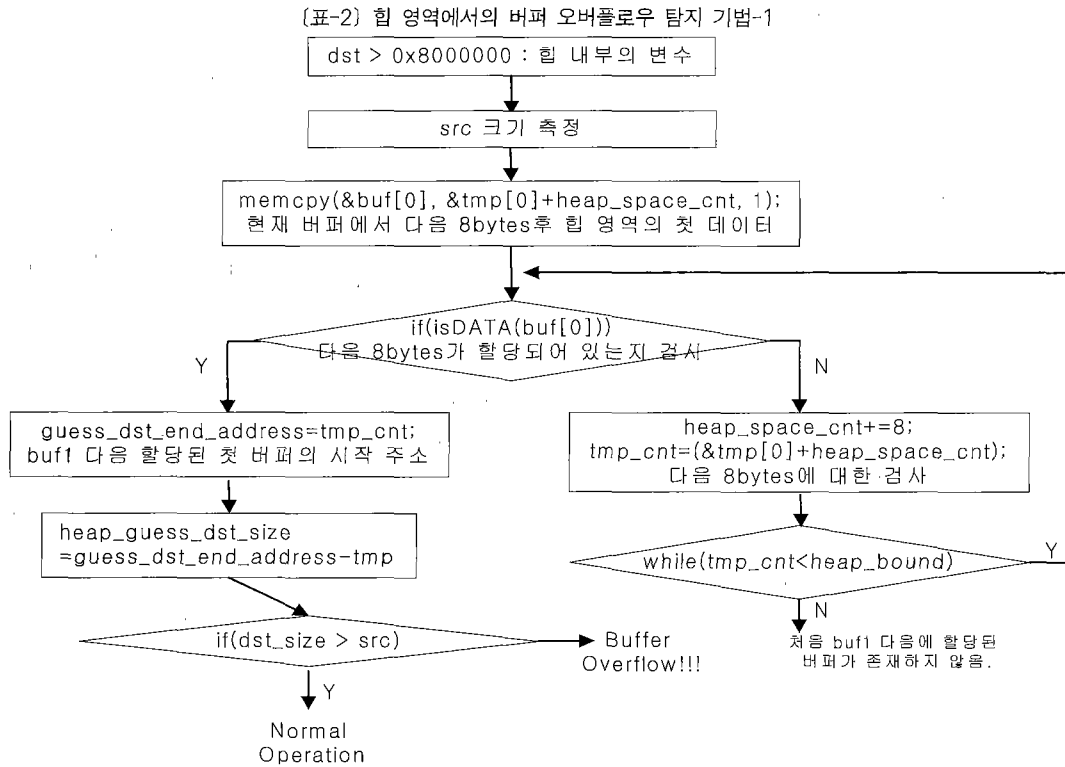 (표-2) 힙 영역에서의 버퍼 오버플로우 탐지 기법-1
dst > 0x8000000 : 힙 내부의 변수
src 크기 측정
memcpy(&buf[0], &tmp[0]+heap_space_cnt, 1);
현재 버퍼에서 다음 8bytes후 힙 영역의 첫 데이터
if(isDATA(buf[0]))
다음 8bytes가 할당되어 있는지 검사
Y
N
guess_dst_end_address=tmp_cnt;
buf1 다음 할당된 첫 버퍼의 시작 주소
heap_space_cnt+=8;
tmp_cnt=(&tmp[0]+heap_space_cnt);
다음 8bytes에 대한 검사
heap_guess_dst_size
=guess_dst_end_address-tmp
while(tmp_cnt<heap_bound)
Y
N
if(dst_size > src)
Buffer
Overflow!!!
처음 buf1 다음에 할당된
버퍼가 존재하지 않음.
Y
Normal
Operation